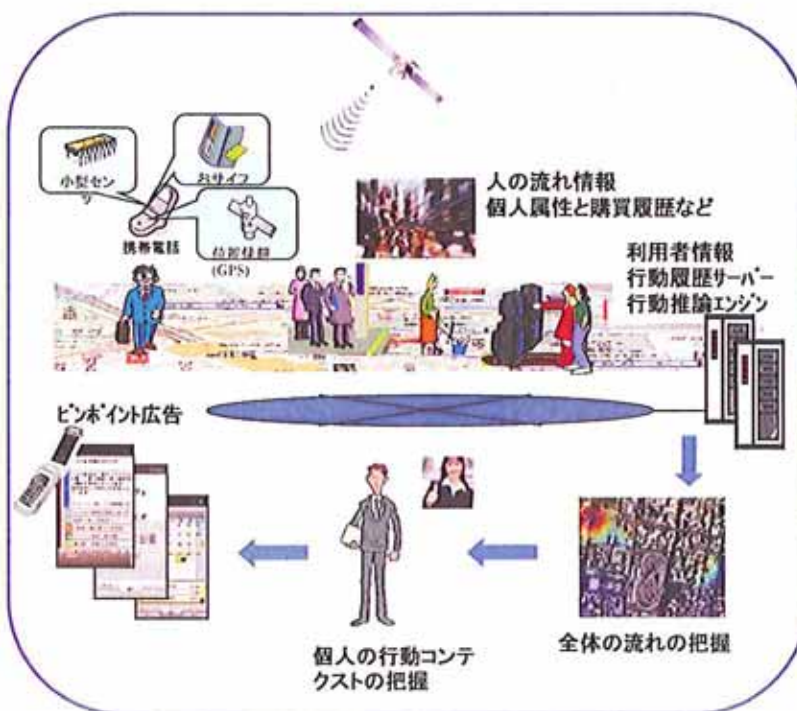 小型セン
サ
おサイフ
携帯電話
(GPS)
人の流れ情報
個人属性と購買履歴など
利用者情報
行動履歴サーバー
行動推論エンジン
ピンポイント広告
個人の行動コンテ
クストの把握
全体の流れの把握